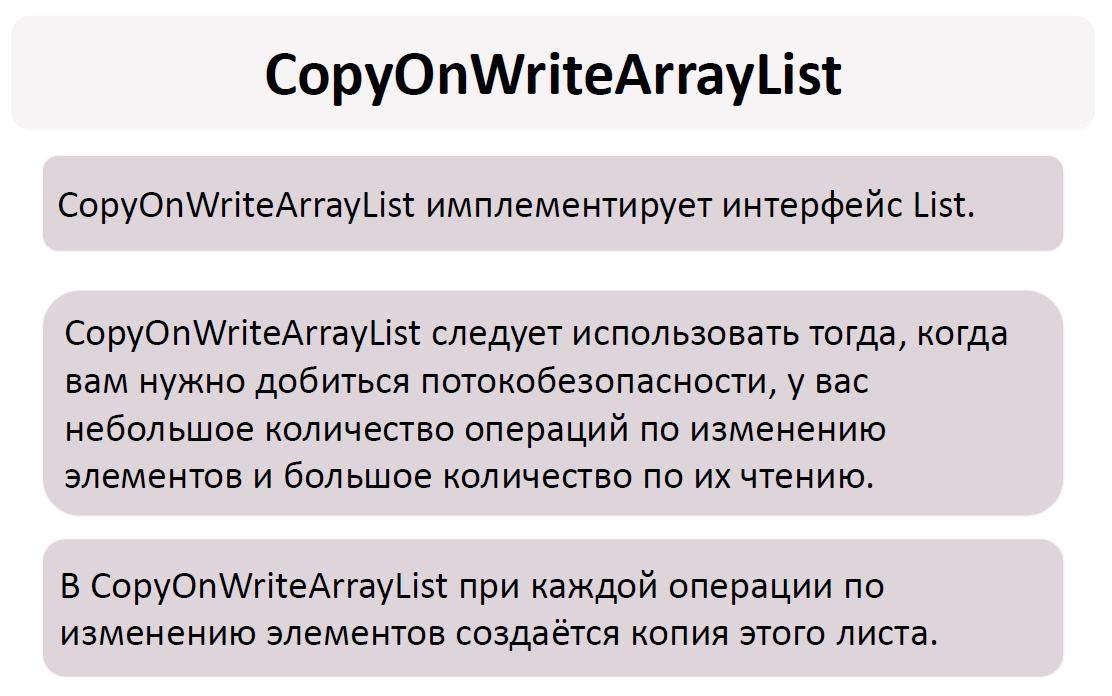 CopyOnWriteArrayList
CopyOnWriteArrayList имплементирует интерфейс List.
CopyOnWriteArrayList следует использовать тогда, когда
вам нужно добиться потокобезопасности, у вас
небольшое количество операций по изменению
элементов и большое количество по их чтению.
В CopyOnWriteArrayList при каждой операции по
изменению элементов создаётся копия этого листа.